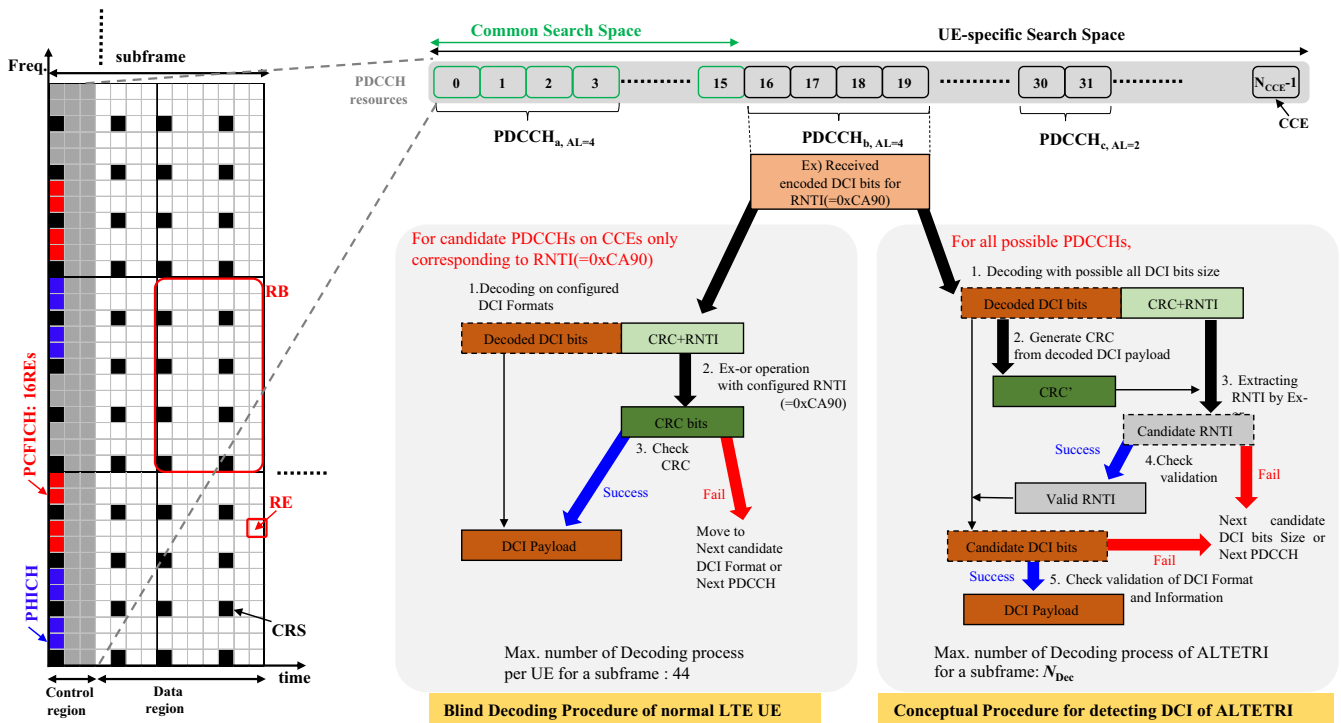 Freq.
subframe
Common Search Space
UE-specific Search Space
PDCCH
resources
0
1
2
3
15
16
17
18
19
30
31
N_CCE-1
CCE
PDCCH_a, AL=4
PDCCH_b, AL=4
PDCCH_c, AL=2
Ex) Received
encoded DCI bits for
RNTI(=0xCA90)
RB
PCFICH: 16REs
RE
PHICH
CRS
time
Control
region
Data
region
For candidate PDCCHs on CCEs only
corresponding to RNTI(=0xCA90)
1.Decoding on configured
DCI Formats
Decoded DCI bits
CRC+RNTI
2. Ex-or operation
with configured RNTI
(=0xCA90)
CRC bits
3. Check
CRC
Success
Fail
DCI Payload
Move to
Next candidate
DCI Format or
Next PDCCH
Max. number of Decoding process
per UE for a subframe : 44
Blind Decoding Procedure of normal LTE UE
For all possible PDCCHs,
1. Decoding with possible all DCI bits size
Decoded DCI bits
CRC+RNTI
2. Generate CRC
from decoded DCI payload
CRC’
3. Extracting
RNTI by Ex-
Candidate RNTI
Success
4.Check
validation
Fail
Valid RNTI
Next candidate
DCI bits Size or
Next PDCCH
Candidate DCI bits
Fail
Success
5. Check validation of DCI Format
and Information
DCI Payload
Max. number of Decoding process of ALTETRI
for a subframe: N_Dec
Conceptual Procedure for detecting DCI of ALTETRI